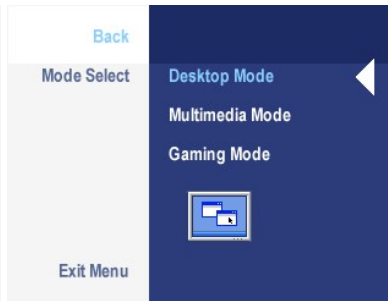 Back
Mode Select
Desktop Mode
Multimedia Mode
Gaming Mode
Exit Menu